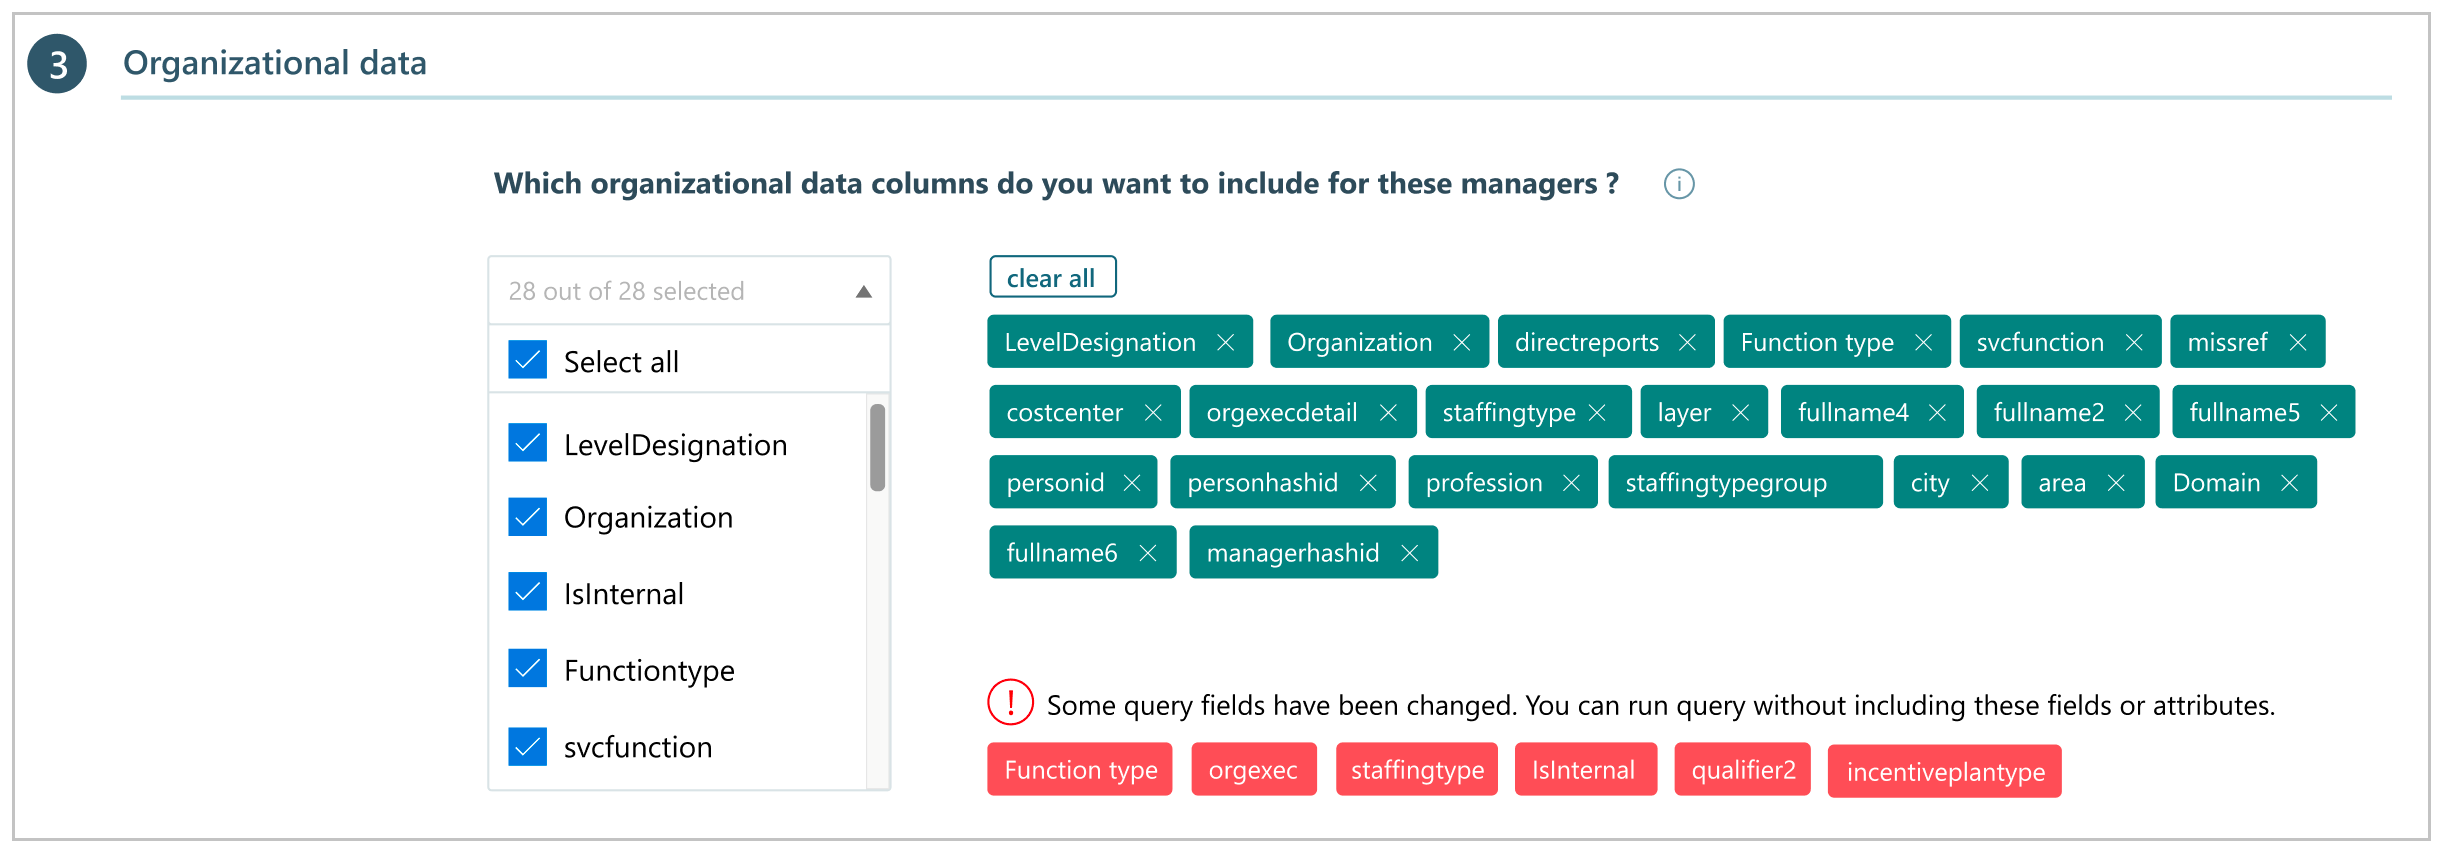 3
Organizational data
Which organizational data columns do you want to include for these managers ?
i
28 out of 28 selected
Select all
LevelDesignation
Organization
IsInternal
Functiontype
svcfunction
clear all
LevelDesignation Organization directreports Function type svcfunction missref
costcenter orgexecdetail staffingtype layer fullname4 fullname2 fullname5
personid personhashid profession staffingtypegroup city area Domain
fullname6 managerhashid
! Some query fields have been changed. You can run query without including these fields or attributes.
Function type orgexec staffingtype IsInternal qualifier2 incentiveplantype